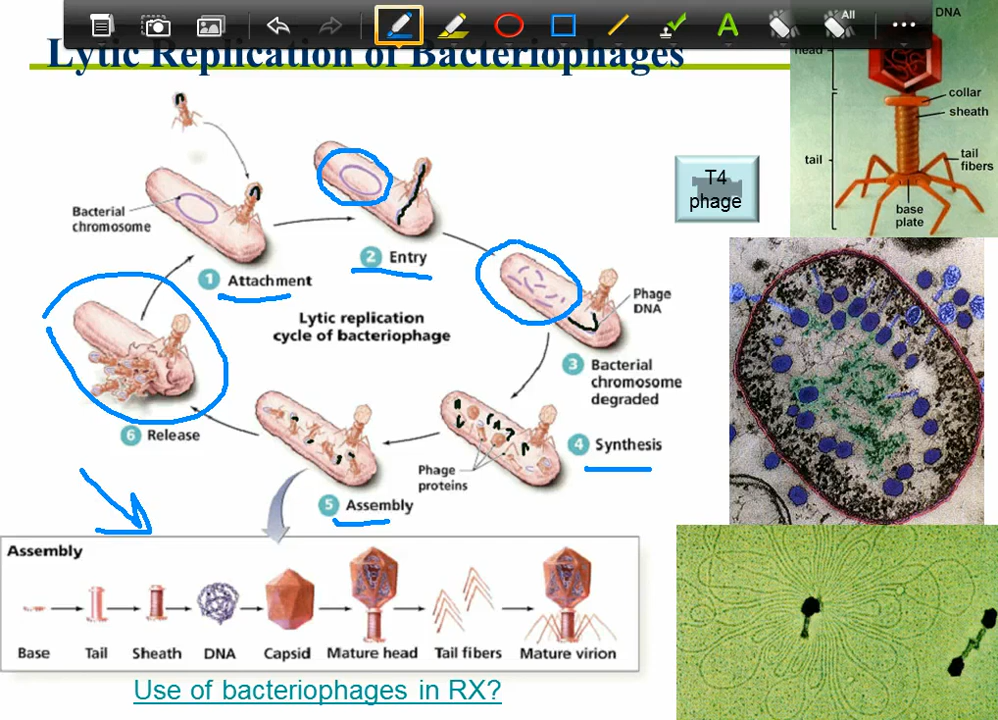 All
DNA
Lytic Replication of Bacteriophages
head
collar
sheath
tail
tail
fibers
base
plate
T4
phage
Bacterial
chromosome
1 Attachment
2 Entry
Lytic replication
cycle of bacteriophage
Phage
DNA
3 Bacterial
chromosome
degraded
4 Synthesis
Phage
proteins
5 Assembly
6 Release
Assembly
Base Tail Sheath DNA Capsid Mature head Tail fibers Mature virion
Use of bacteriophages in RX?